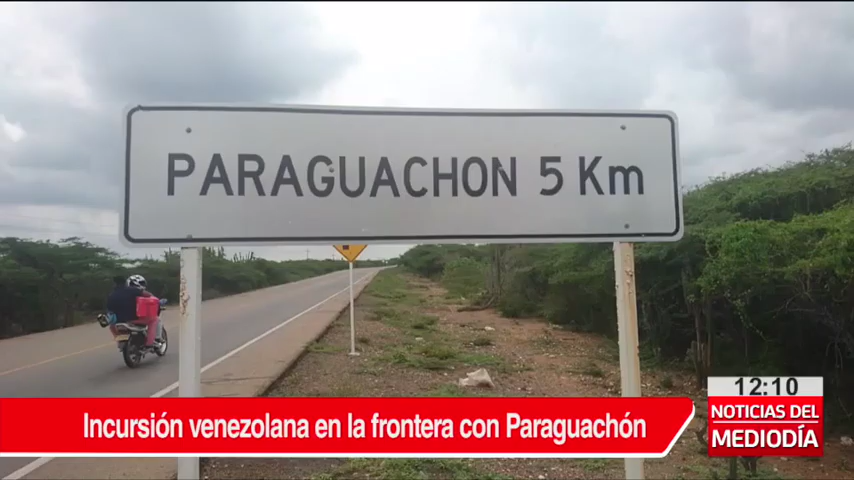 PARAGUACHON 5 Km
Incursión venezolana en la frontera con Paraguachón
12:10
NOTICIAS DEL
MEDIODÍA